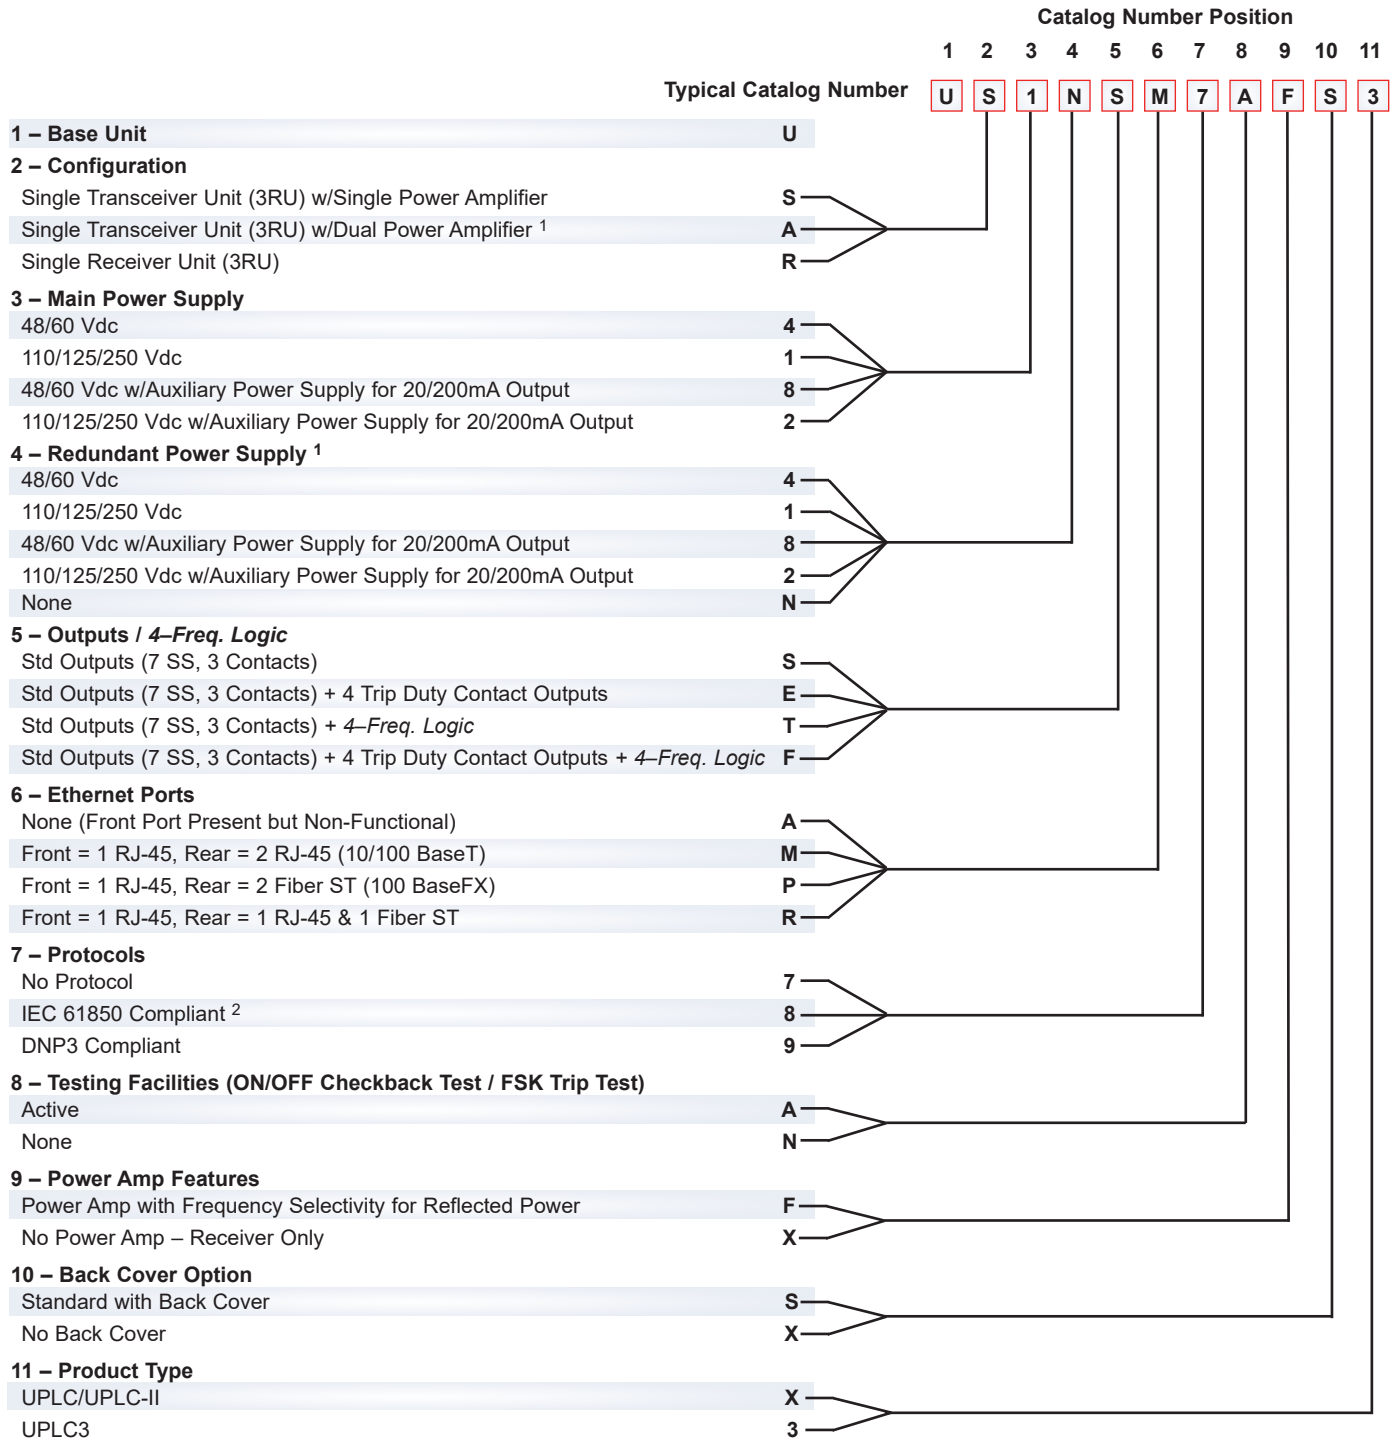 Catalog Number Position
1 2 3 4 5 6 7 8 9 10 11
Typical Catalog Number U S 1 N S M 7 A F S 3
1 – Base Unit U
2 – Configuration
Single Transceiver Unit (3RU) w/Single Power Amplifier S
Single Transceiver Unit (3RU) w/Dual Power Amplifier 1 A
Single Receiver Unit (3RU) R
3 – Main Power Supply
48/60 Vdc 4
110/125/250 Vdc 1
48/60 Vdc w/Auxiliary Power Supply for 20/200mA Output 8
110/125/250 Vdc w/Auxiliary Power Supply for 20/200mA Output 2
4 – Redundant Power Supply 1
48/60 Vdc 4
110/125/250 Vdc 1
48/60 Vdc w/Auxiliary Power Supply for 20/200mA Output 8
110/125/250 Vdc w/Auxiliary Power Supply for 20/200mA Output 2
None N
5 – Outputs / 4–Freq. Logic
Std Outputs (7 SS, 3 Contacts) S
Std Outputs (7 SS, 3 Contacts) + 4 Trip Duty Contact Outputs E
Std Outputs (7 SS, 3 Contacts) + 4–Freq. Logic T
Std Outputs (7 SS, 3 Contacts) + 4 Trip Duty Contact Outputs + 4–Freq. Logic F
6 – Ethernet Ports
None (Front Port Present but Non-Functional) A
Front = 1 RJ-45, Rear = 2 RJ-45 (10/100 BaseT) M
Front = 1 RJ-45, Rear = 2 Fiber ST (100 BaseFX) P
Front = 1 RJ-45, Rear = 1 RJ-45 & 1 Fiber ST R
7 – Protocols
No Protocol 7
IEC 61850 Compliant 2 8
DNP3 Compliant 9
8 – Testing Facilities (ON/OFF Checkback Test / FSK Trip Test)
Active A
None N
9 – Power Amp Features
Power Amp with Frequency Selectivity for Reflected Power F
No Power Amp – Receiver Only X
10 – Back Cover Option
Standard with Back Cover S
No Back Cover X
11 – Product Type
UPLC/UPLC-II X
UPLC3 3